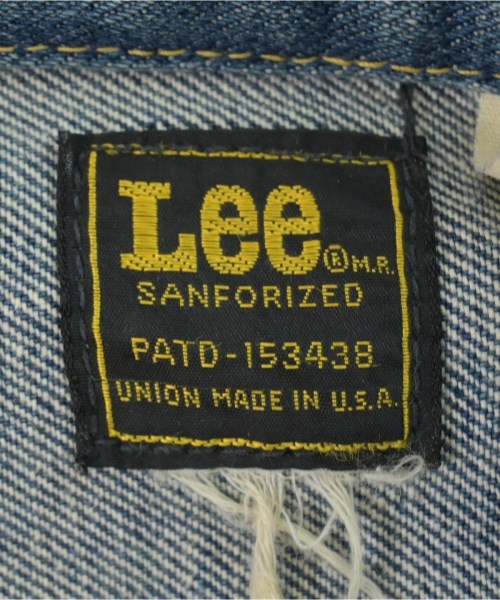 Lee ® M.R.
SANFORIZED
PATD-153438
UNION MADE IN U.S.A.